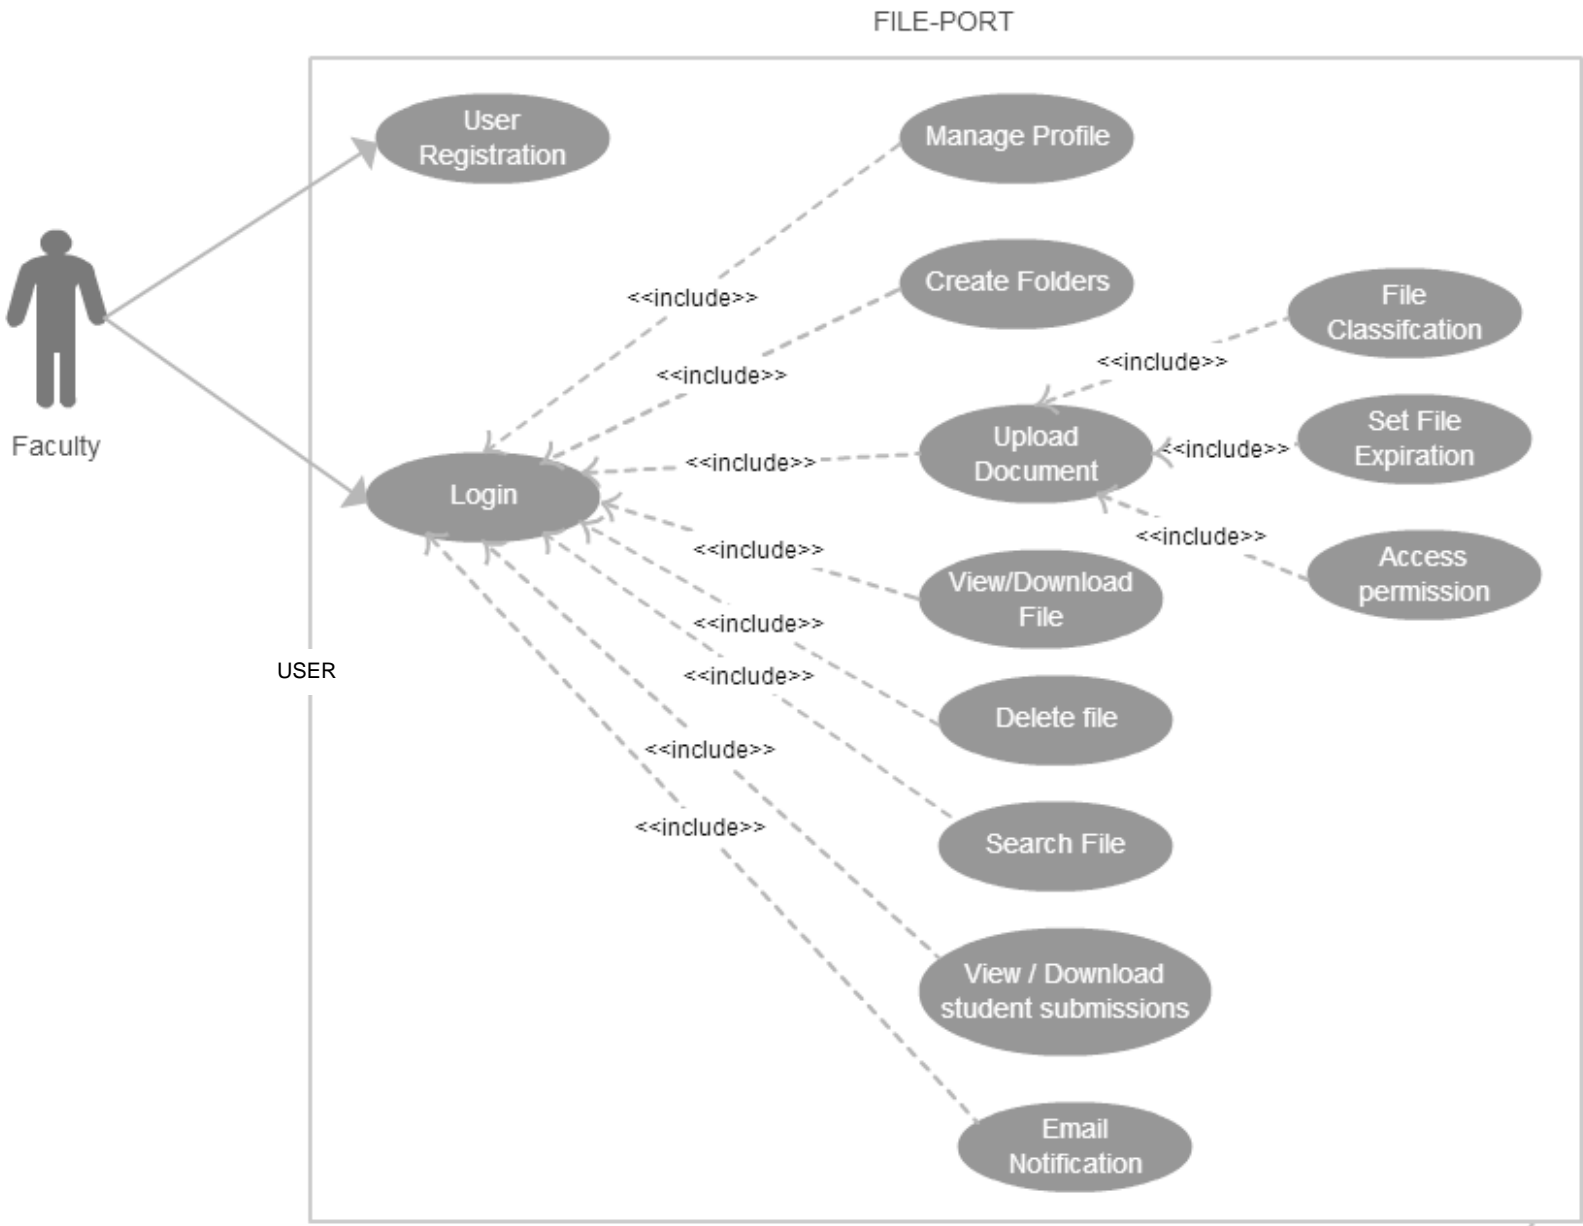 FILE-PORT
User
Registration
Manage Profile
<<include>>
Create Folders
<<include>>
File
Classifcation
<<include>>
Faculty
Login
<<include>>
Upload
Document
<<include>>
Set File
Expiration
<<include>>
Access
permission
<<include>>
View/Download
File
<<include>>
USER
<<include>>
Delete file
<<include>>
Search File
<<include>>
View / Download
student submissions
Email
Notification